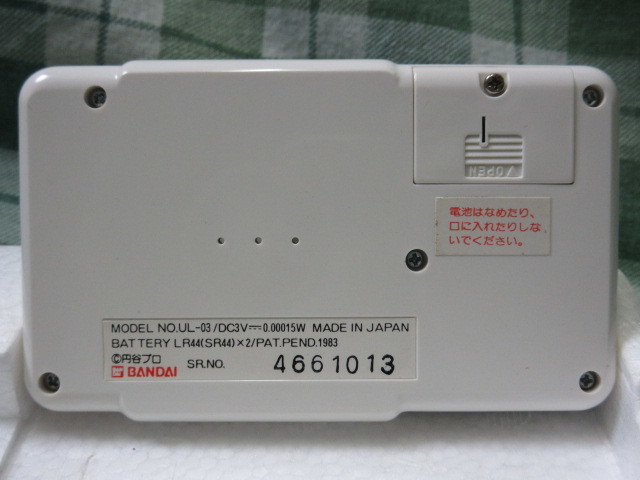 OPEN
電池はなめたり、
口に入れたりしな
いでください。
MODEL NO.UL-03/DC3V⎓0.00015W MADE IN JAPAN
BATTERY LR44(SR44)×2/PAT.PEND.1983
©円谷プロ
BANDAI SR.NO. 4661013